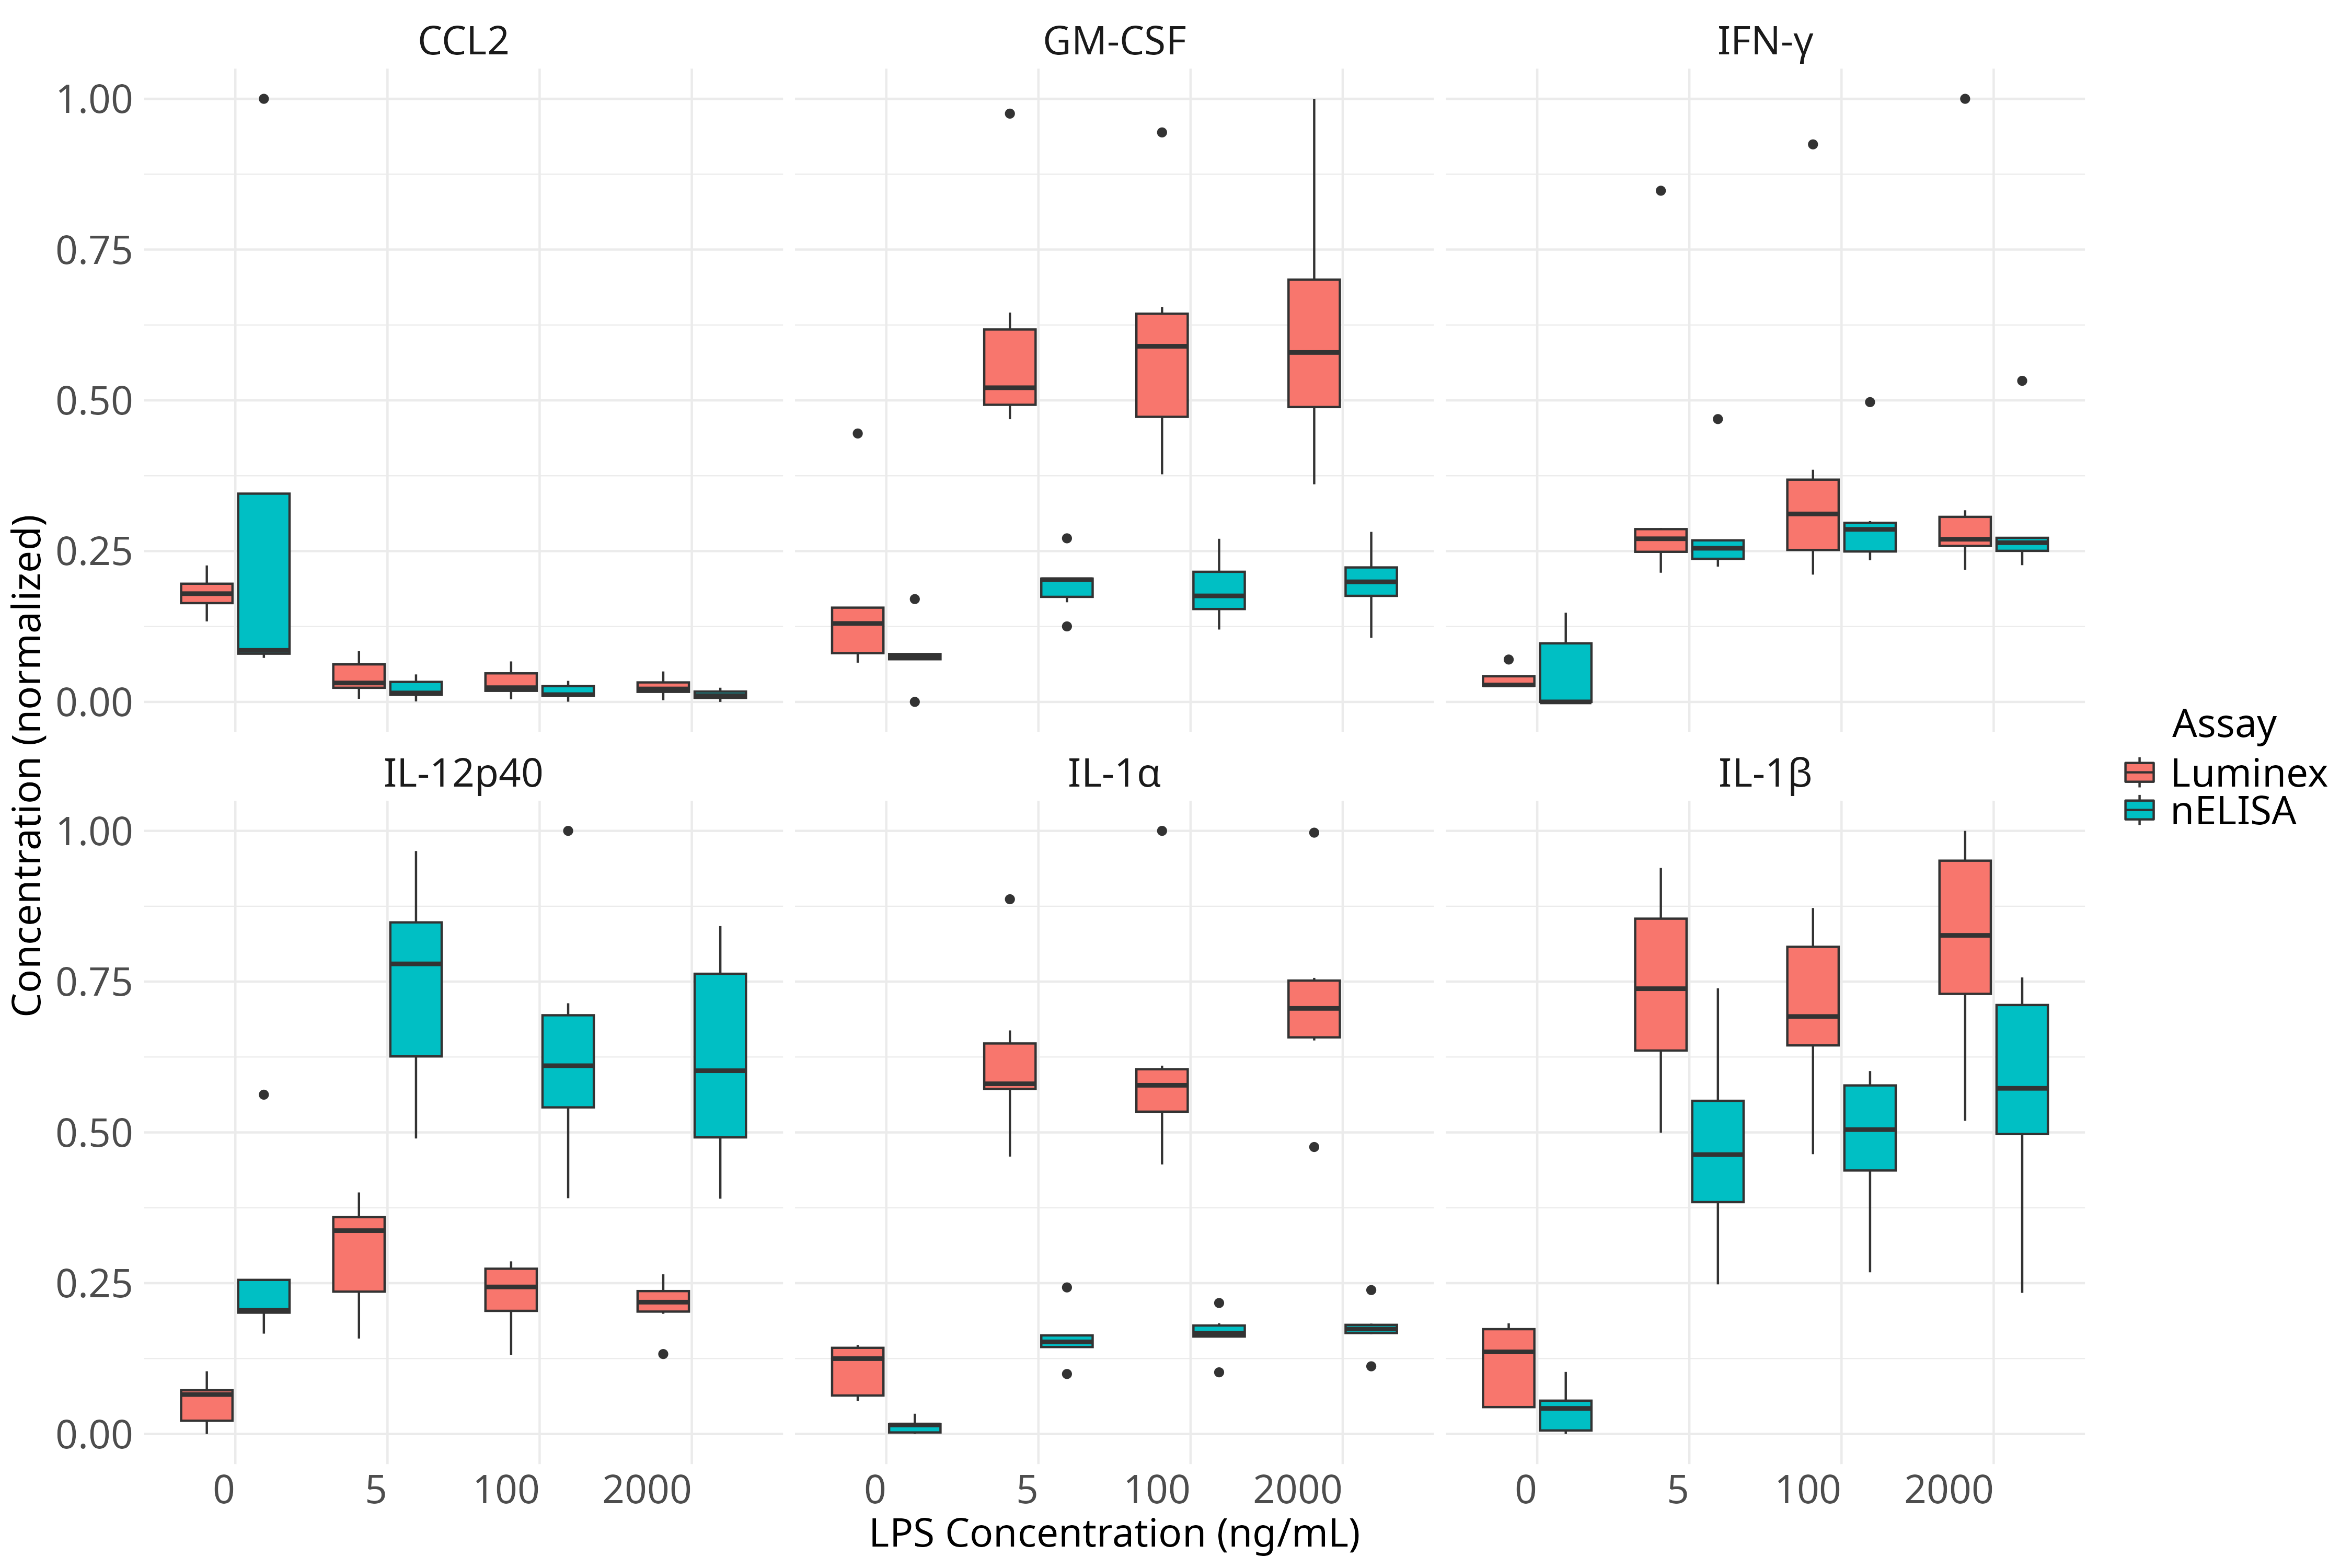 CCL2
GM-CSF
IFN-γ
1.00
0.75
0.50
0.25
0.00
IL-12p40
IL-1α
IL-1β
1.00
0.75
0.50
0.25
0.00
0 5 100 2000
0 5 100 2000
0 5 100 2000
LPS Concentration (ng/mL)
Concentration (normalized)
Assay
Luminex
nELISA